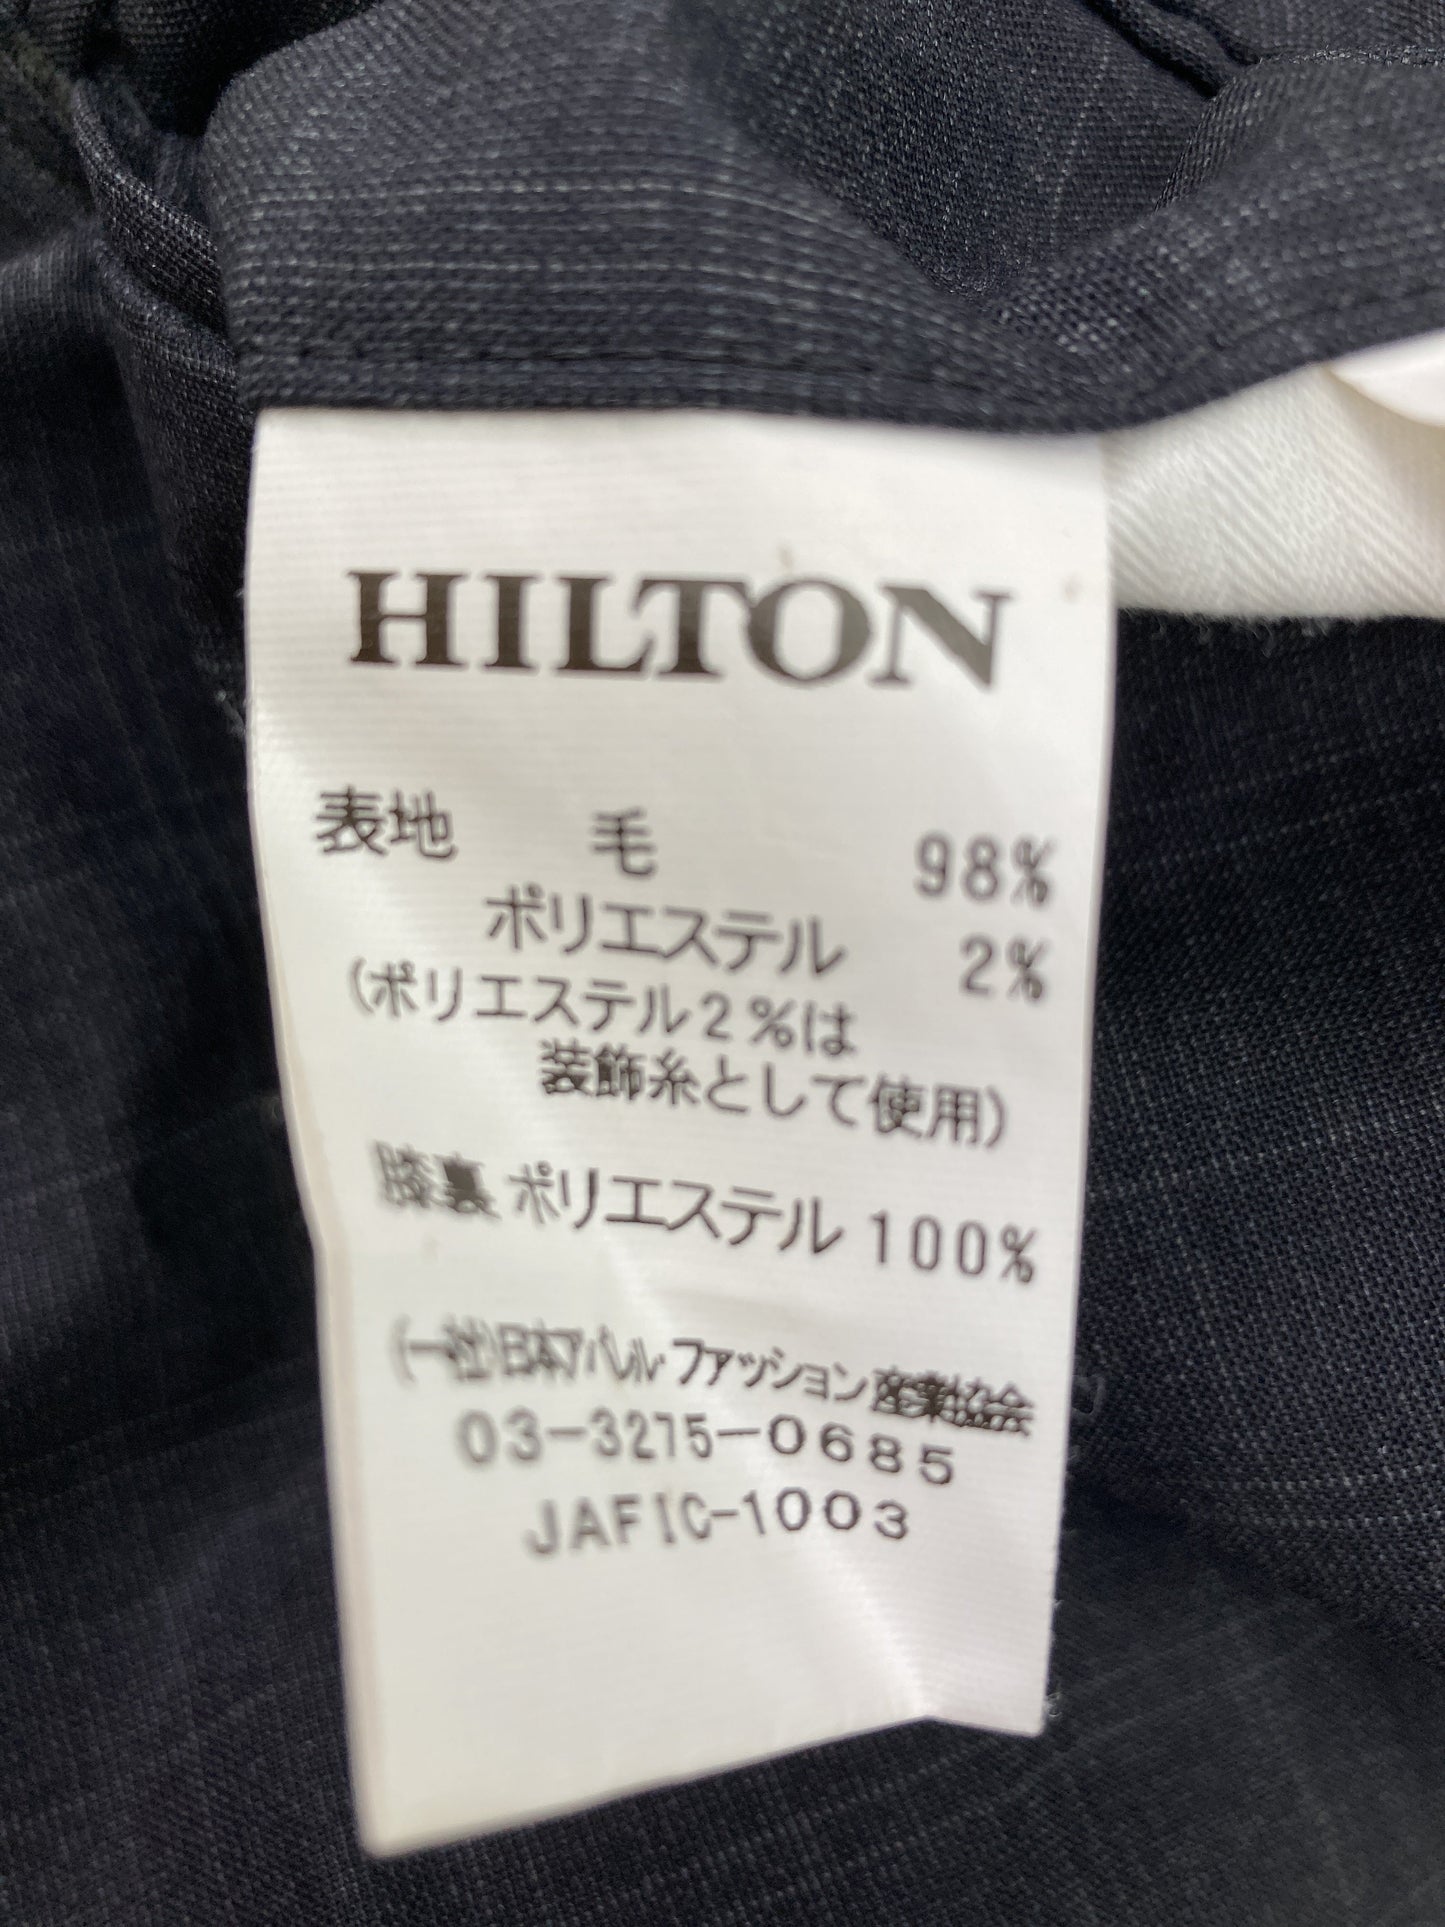 HILTON
表地 毛 98%
ポリエステル 2%
(ポリエステル2%は
装飾糸として使用)
膝裏 ポリエステル 100%
(一社)日本アパレル・ファッション産業協会
03-3275-0685
JAFIC-1003